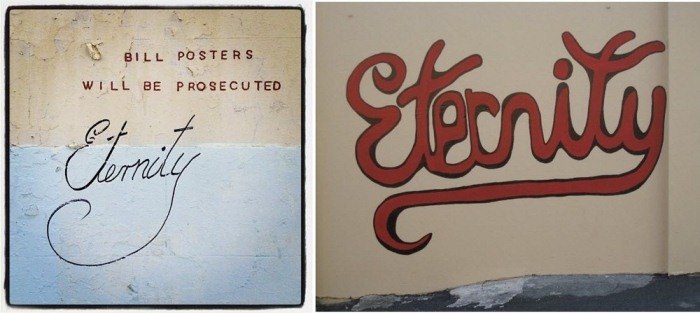 BILL POSTERS
WILL BE PROSECUTED
Eternity
Eternity